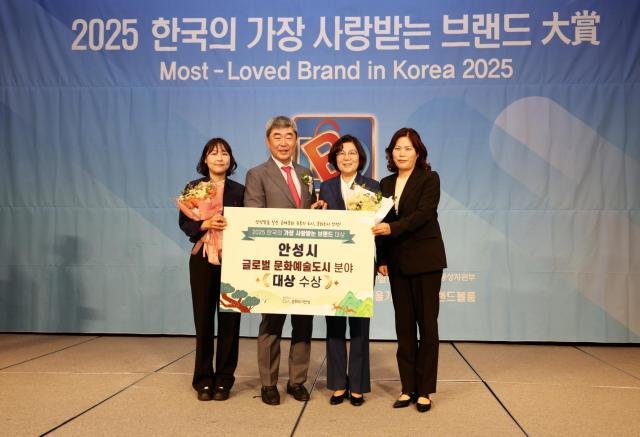 2025 한국의 가장 사랑받는 브랜드 大賞
Most-Loved Brand in Korea 2025
B
2025 한국의 가장 사랑받는 브랜드 대상
안성시
글로벌 문화예술도시 분야
대상 수상